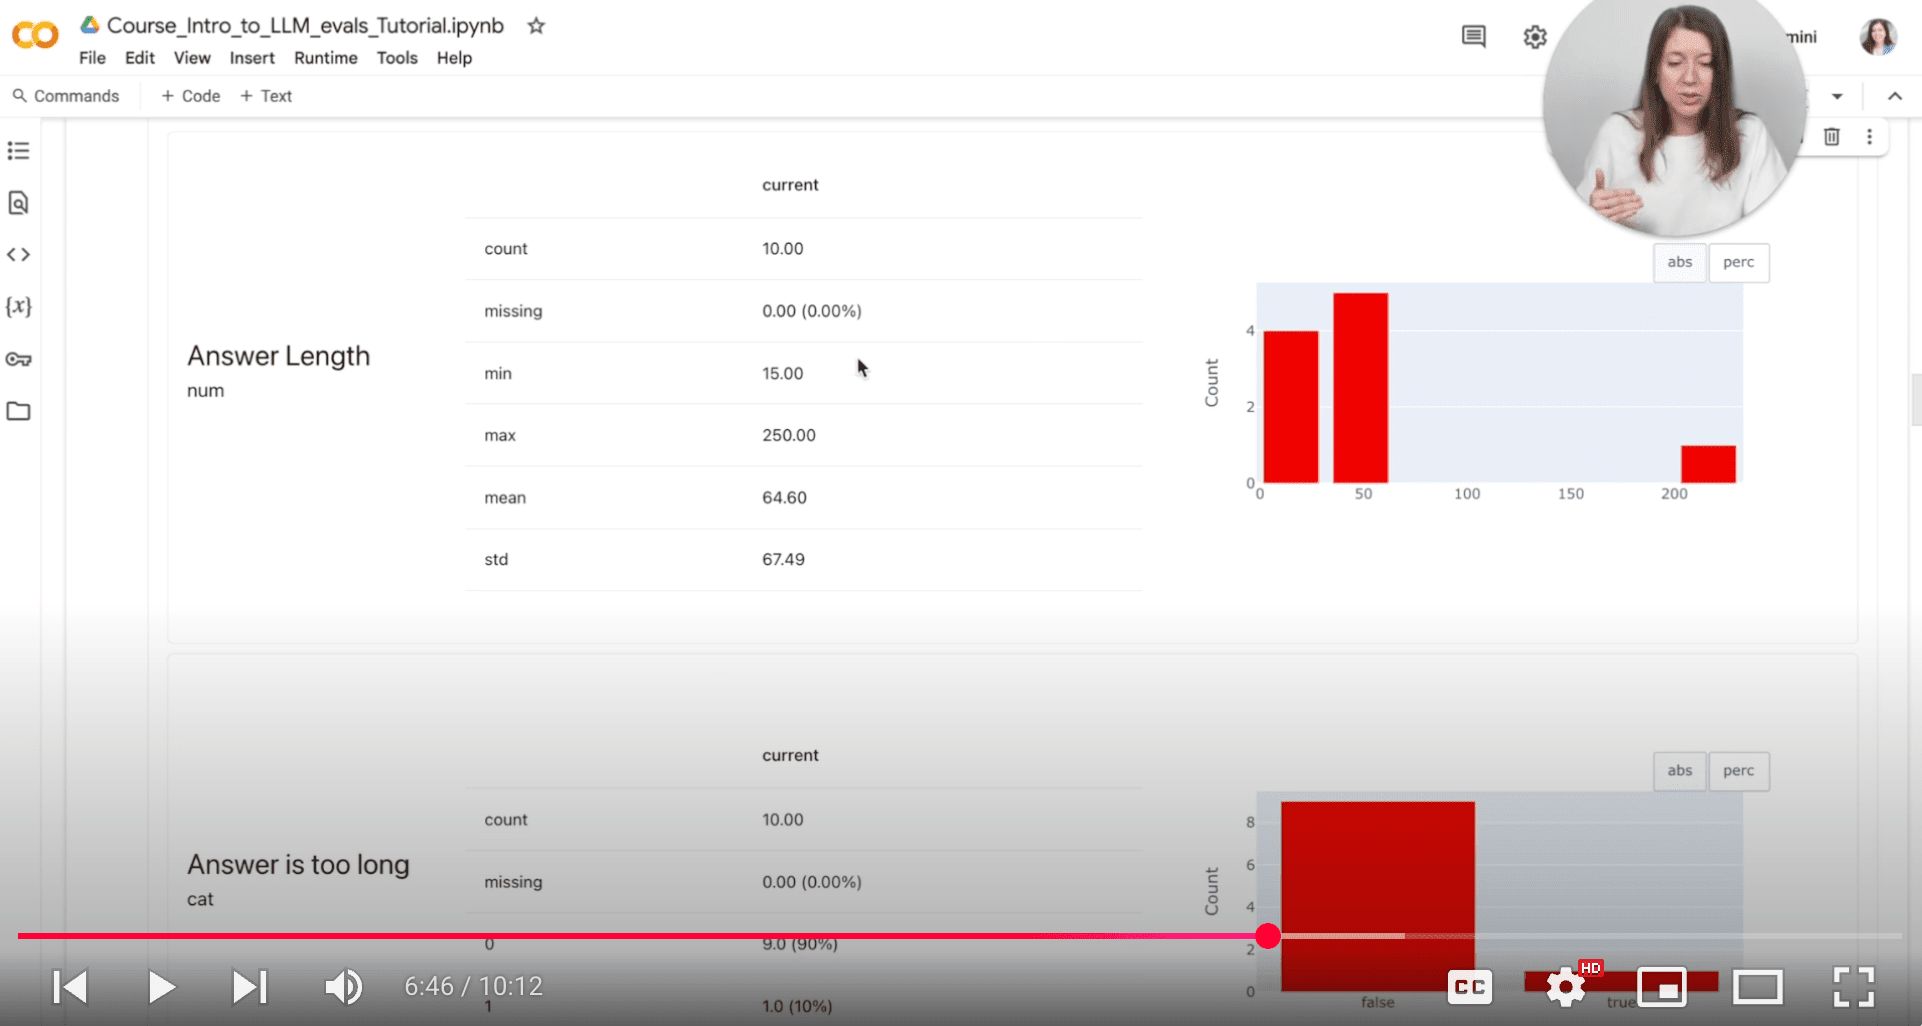 Course_Intro_to_LLM_evals_Tutorial.ipynb
File Edit View Insert Runtime Tools Help
Commands + Code + Text
current
count 10.00
missing 0.00 (0.00%)
min 15.00
max 250.00
mean 64.60
std 67.49
Answer Length
num
abs perc
Count
4
2
0
0 50 100 150 200
current
count 10.00
missing 0.00 (0.00%)
0 9.0 (90%)
1 1.0 (10%)
Answer is too long
cat
abs perc
Count
8
6
4
2
0
false true
6:46 / 10:12
CC
HD
{x}